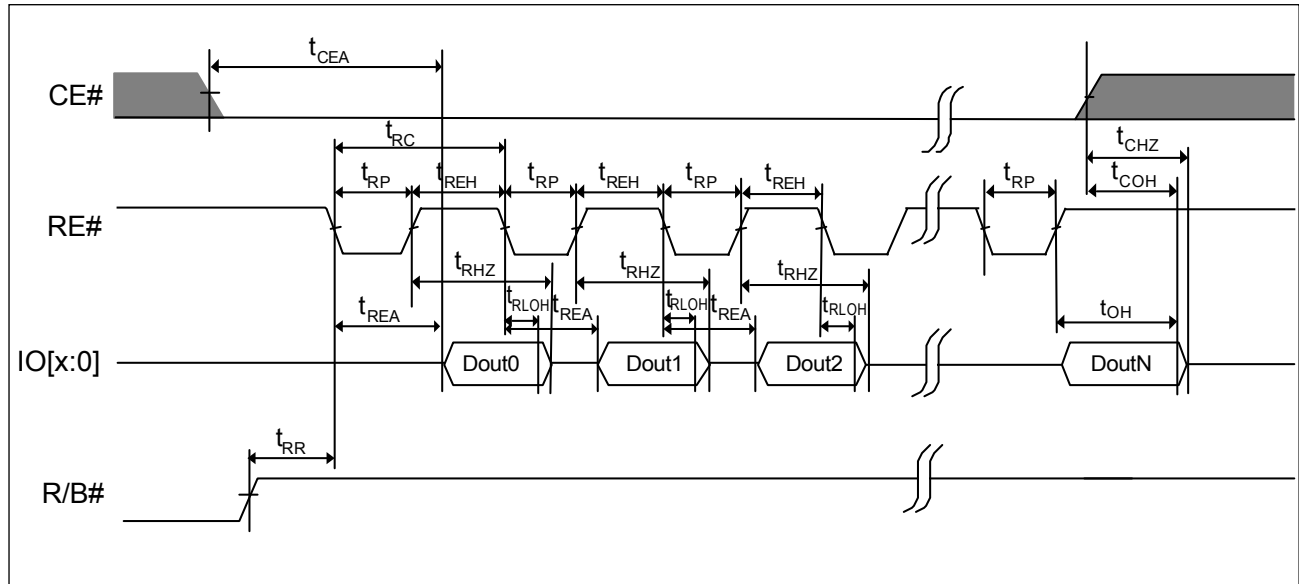 tCEA
CE#
tRC
tCHZ
tRP tREH tRP tREH tRP tREH tRP tCOH
RE#
tRHZ tRHZ tRHZ
tREA tRLOH tREA tRLOH tREA tRLOH tOH
IO[x:0] Dout0 Dout1 Dout2 DoutN
tRR
R/B#